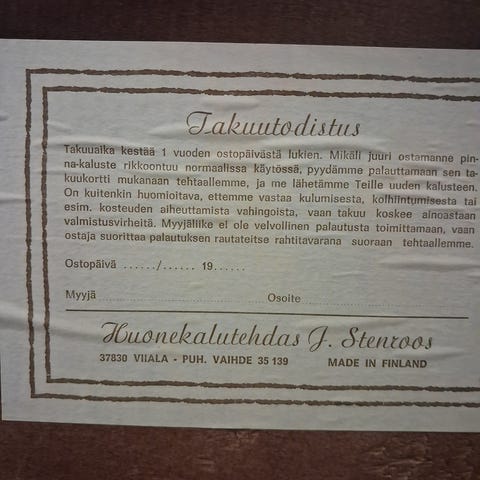 Takuutodistus
Takuuaika kestää 1 vuoden ostopäivästä lukien. Mikäli juuri ostamanne pin-
na-kaluste rikkoontuu normaalissa käytössä, pyydämme palauttamaan sen ta-
kuukortti mukanaan tehtaallemme, ja me lähetämme Teille uuden kalusteen.
On kuitenkin huomioitava, ettemme vastaa kulumisesta, kolhiintumisesta tai
esim. kosteuden aiheuttamista vahingoista, vaan takuu koskee ainoastaan
valmistusvirheitä. Myyjäliike ei ole velvollinen palautusta toimittamaan, vaan
ostaja suorittaa palautuksen rautateitse rahtitavarana suoraan tehtaallemme.
Ostopäivä ....../...... 19......
Myyjä ........................ Osoite ........................
Huonekalutehdas J. Stenroos
37830 VIIALA - PUH. VAIHDE 35 139 MADE IN FINLAND